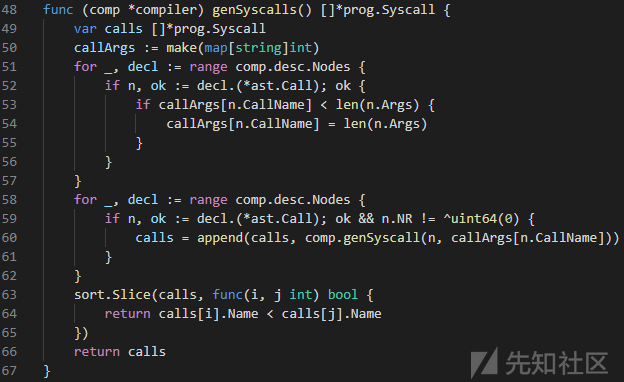 48 func (comp *compiler) genSyscalls() []*prog.Syscall {
49     var calls []*prog.Syscall
50     callArgs := make(map[string]int)
51     for _, decl := range comp.desc.Nodes {
52         if n, ok := decl.(*ast.Call); ok {
53             if callArgs[n.CallName] < len(n.Args) {
54                 callArgs[n.CallName] = len(n.Args)
55             }
56         }
57     }
58     for _, decl := range comp.desc.Nodes {
59         if n, ok := decl.(*ast.Call); ok && n.NR != ^uint64(0) {
60             calls = append(calls, comp.genSyscall(n, callArgs[n.CallName]))
61         }
62     }
63     sort.Slice(calls, func(i, j int) bool {
64         return calls[i].Name < calls[j].Name
65     })
66     return calls
67 }
先知社区